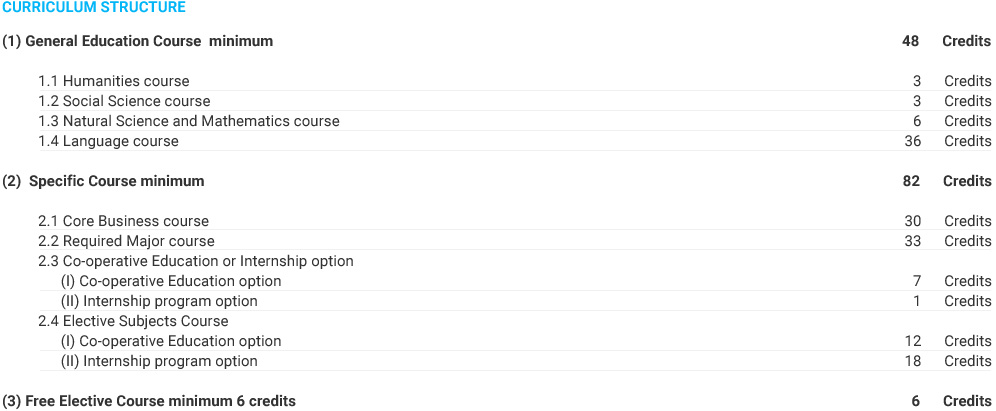 CURRICULUM STRUCTURE
(1) General Education Course minimum 48 Credits
1.1 Humanities course 3 Credits
1.2 Social Science course 3 Credits
1.3 Natural Science and Mathematics course 6 Credits
1.4 Language course 36 Credits
(2) Specific Course minimum 82 Credits
2.1 Core Business course 30 Credits
2.2 Required Major course 33 Credits
2.3 Co-operative Education or Internship option
(I) Co-operative Education option 7 Credits
(II) Internship program option 1 Credits
2.4 Elective Subjects Course
(I) Co-operative Education option 12 Credits
(II) Internship program option 18 Credits
(3) Free Elective Course minimum 6 credits 6 Credits